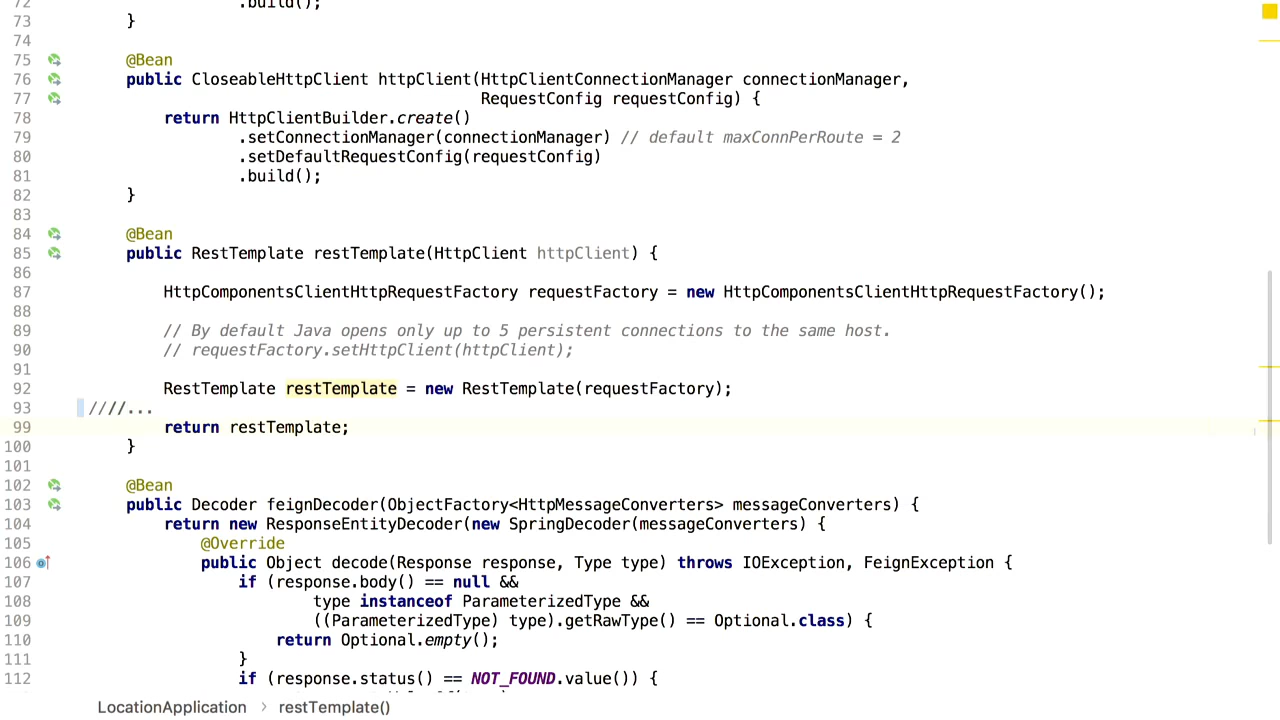 72 .build();
73 }
74
75 @Bean
76 public CloseableHttpClient httpClient(HttpClientConnectionManager connectionManager,
77 RequestConfig requestConfig) {
78 return HttpClientBuilder.create()
79 .setConnectionManager(connectionManager) // default maxConnPerRoute = 2
80 .setDefaultRequestConfig(requestConfig)
81 .build();
82 }
83
84 @Bean
85 public RestTemplate restTemplate(HttpClient httpClient) {
86
87 HttpComponentsClientHttpRequestFactory requestFactory = new HttpComponentsClientHttpRequestFactory();
88
89 // By default Java opens only up to 5 persistent connections to the same host.
90 // requestFactory.setHttpClient(httpClient);
91
92 RestTemplate restTemplate = new RestTemplate(requestFactory);
93 ////...
99 return restTemplate;
100 }
101
102 @Bean
103 public Decoder feignDecoder(ObjectFactory<HttpMessageConverters> messageConverters) {
104 return new ResponseEntityDecoder(new SpringDecoder(messageConverters) {
105 @Override
106 public Object decode(Response response, Type type) throws IOException, FeignException {
107 if (response.body() == null &&
108 type instanceof ParameterizedType &&
109 ((ParameterizedType) type).getRawType() == Optional.class) {
110 return Optional.empty();
111 }
112 if (response.status() == NOT_FOUND.value()) {
LocationApplication > restTemplate()